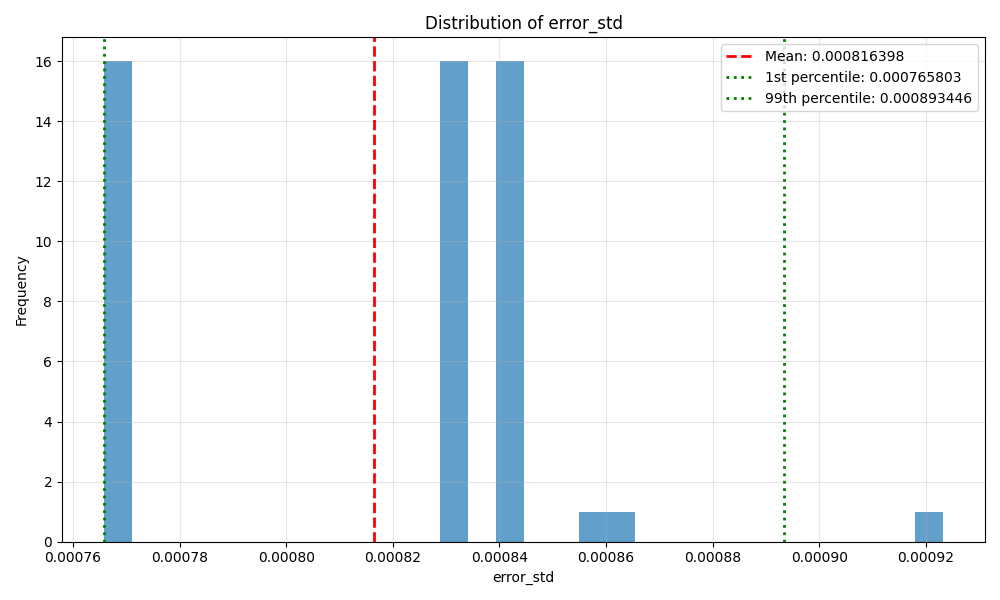 Distribution of error_std
Mean: 0.000816398
1st percentile: 0.000765803
99th percentile: 0.000893446
Frequency
16
14
12
10
8
6
4
2
0
0.00076 0.00078 0.00080 0.00082 0.00084 0.00086 0.00088 0.00090 0.00092
error_std